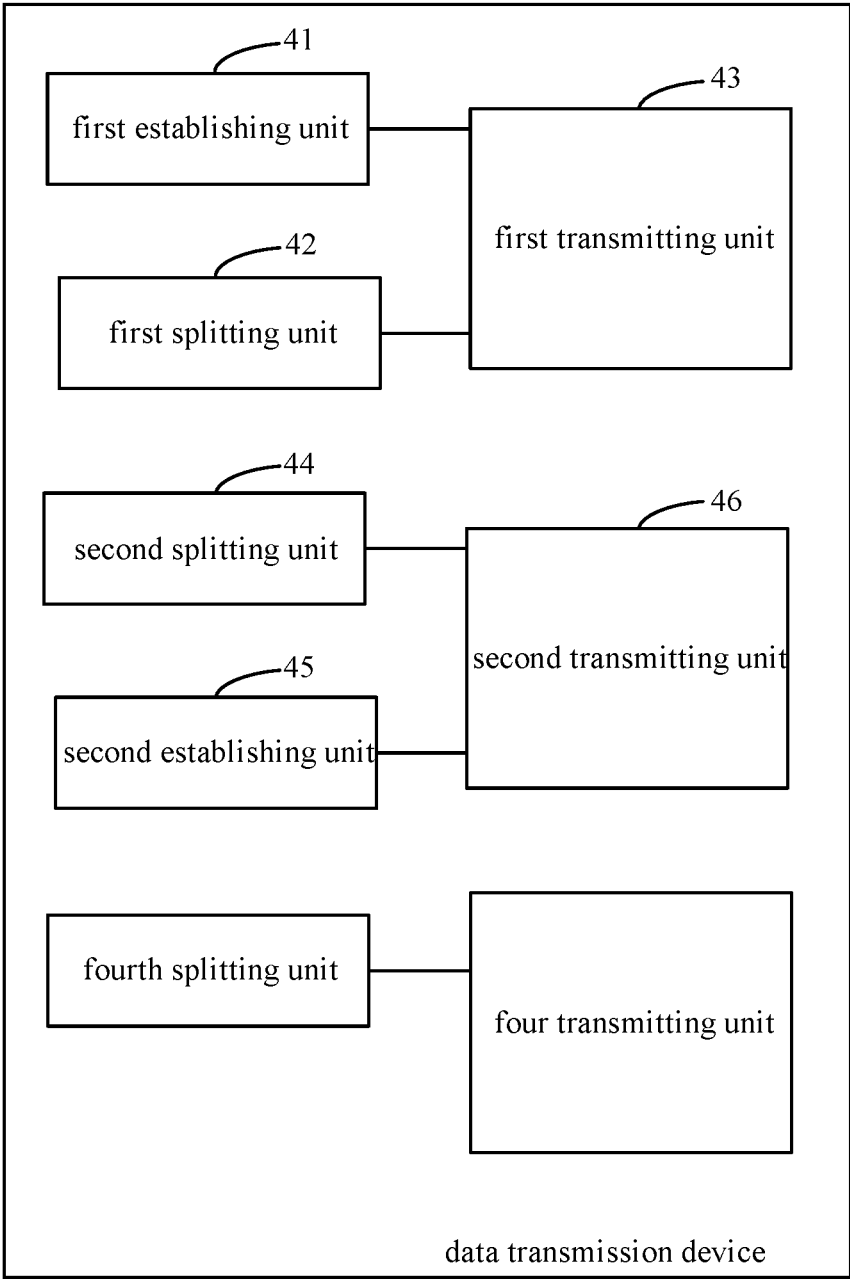 41
first establishing unit
43
first transmitting unit
42
first splitting unit
44
second splitting unit
46
second transmitting unit
45
second establishing unit
fourth splitting unit
four transmitting unit
data transmission device